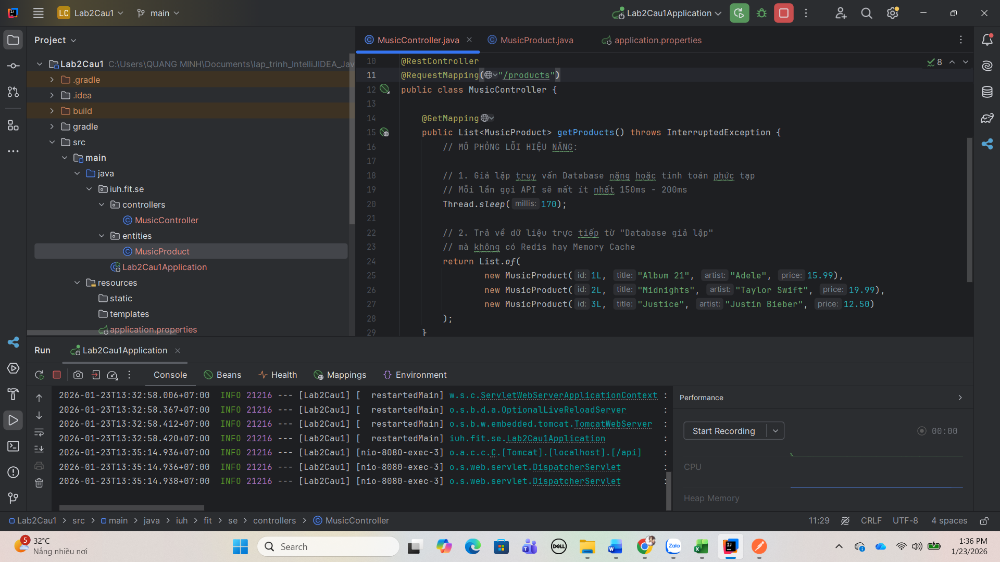 LC Lab2Cau1 main Lab2Cau1Application
Project
MusicController.java MusicProduct.java application.properties
Lab2Cau1 C:\Users\QUANG MINH\Documents\lap_trinh_IntelliJIDEA_Jav
.gradle
.idea
build
gradle
src
main
java
iuh.fit.se
controllers
MusicController
entities
MusicProduct
Lab2Cau1Application
resources
static
templates
application.properties
8
10 @RestController
11 @RequestMapping("/products")
12 public class MusicController {
13
14 @GetMapping
15 public List<MusicProduct> getProducts() throws InterruptedException {
16 // MÔ PHỎNG LỖI HIỆU NĂNG:
17
18 // 1. Giả lập truy vấn Database nặng hoặc tính toán phức tạp
19 // Mỗi lần gọi API sẽ mất ít nhất 150ms - 200ms
20 Thread.sleep( millis: 170);
21
22 // 2. Trả về dữ liệu trực tiếp từ "Database giả lập"
23 // mà không có Redis hay Memory Cache
24 return List.of(
25 new MusicProduct( id: 1L, title: "Album 21", artist: "Adele", price: 15.99),
26 new MusicProduct( id: 2L, title: "Midnights", artist: "Taylor Swift", price: 19.99),
27 new MusicProduct( id: 3L, title: "Justice", artist: "Justin Bieber", price: 12.50)
28 );
29 }
Run Lab2Cau1Application
Console Beans Health Mappings Environment
2026-01-23T13:32:58.006+07:00 INFO 21216 --- [Lab2Cau1] [ restartedMain] w.s.c.ServletWebServerApplicationContext :
2026-01-23T13:32:58.367+07:00 INFO 21216 --- [Lab2Cau1] [ restartedMain] o.s.b.d.a.OptionalLiveReloadServer :
2026-01-23T13:32:58.412+07:00 INFO 21216 --- [Lab2Cau1] [ restartedMain] o.s.b.w.embedded.tomcat.TomcatWebServer :
2026-01-23T13:32:58.420+07:00 INFO 21216 --- [Lab2Cau1] [ restartedMain] iuh.fit.se.Lab2Cau1Application :
2026-01-23T13:35:14.936+07:00 INFO 21216 --- [Lab2Cau1] [nio-8080-exec-3] o.a.c.c.C.[Tomcat].[localhost].[/api] :
2026-01-23T13:35:14.936+07:00 INFO 21216 --- [Lab2Cau1] [nio-8080-exec-3] o.s.web.servlet.DispatcherServlet :
2026-01-23T13:35:14.938+07:00 INFO 21216 --- [Lab2Cau1] [nio-8080-exec-3] o.s.web.servlet.DispatcherServlet :
Performance
Start Recording 00:00
CPU
Heap Memory
Lab2Cau1 > src > main > java > iuh > fit > se > controllers > MusicController 11:29 CRLF UTF-8 4 spaces
5 32°C
Nắng nhiều nơi
Search
DELL
Zalo
1:36 PM
1/23/2026